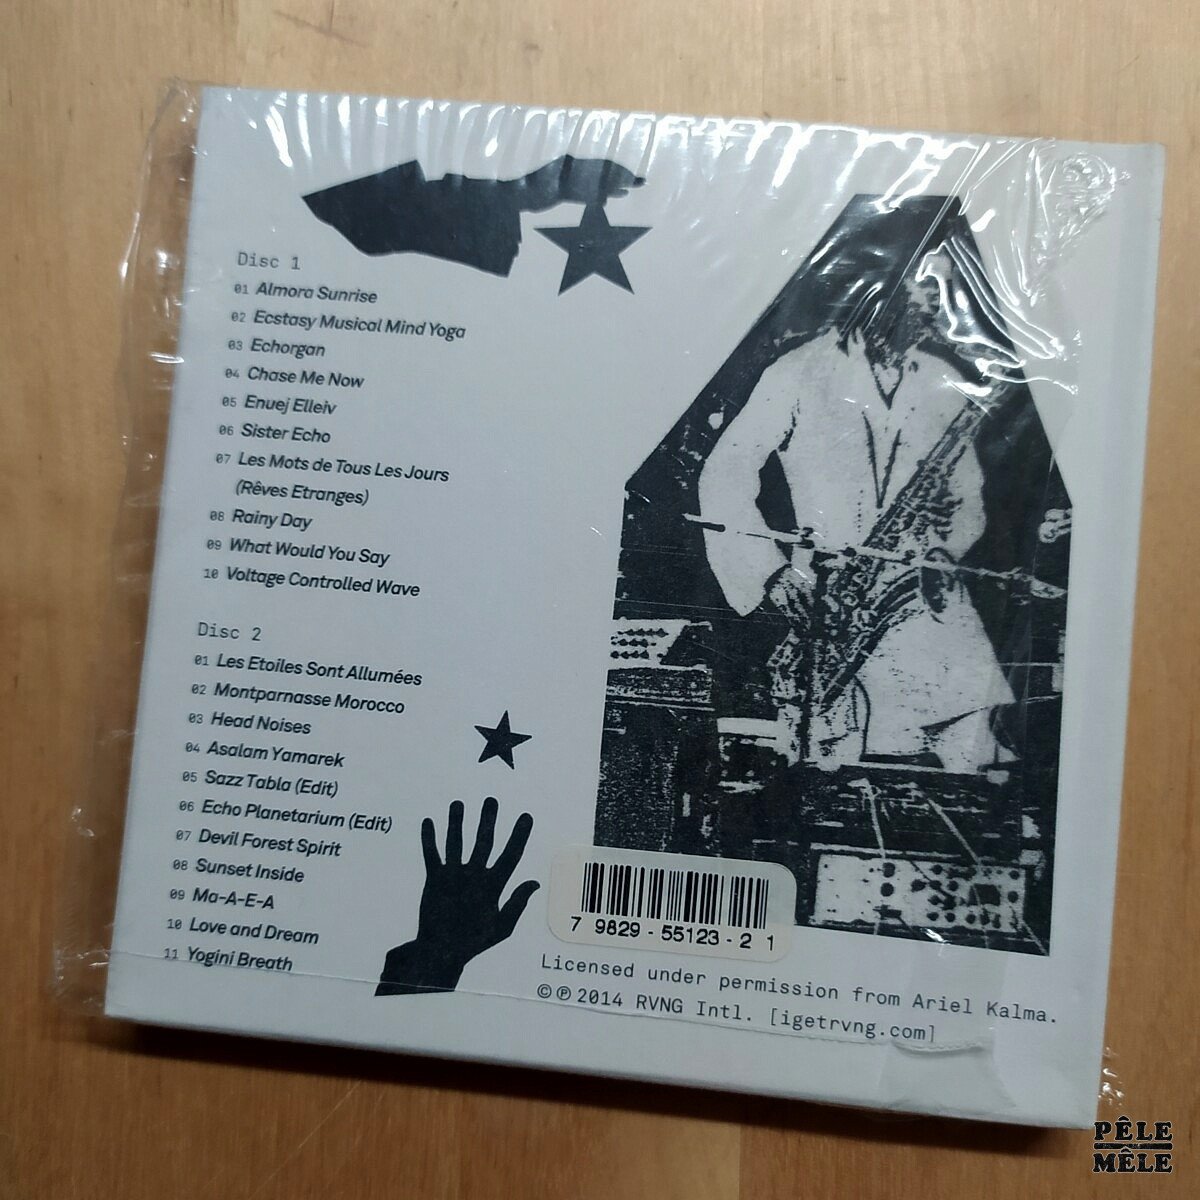 Disc 1
01 Almora Sunrise
02 Ecstasy Musical Mind Yoga
03 Echorgan
04 Chase Me Now
05 Enuej Elleiv
06 Sister Echo
07 Les Mots de Tous Les Jours
(Rêves Etranges)
08 Rainy Day
09 What Would You Say
10 Voltage Controlled Wave
Disc 2
01 Les Etoiles Sont Allumées
02 Montparnasse Morocco
03 Head Noises
04 Asalam Yamarek
05 Sazz Tabla (Edit)
06 Echo Planetarium (Edit)
07 Devil Forest Spirit
08 Sunset Inside
09 Ma-A-E-A
10 Love and Dream
11 Yogini Breath
7 9829 - 55123 - 2 1
Licensed under permission from Ariel Kalma.
©℗2014 RVNG Intl. [igetrvng.com]
PÊLE
MÊLE